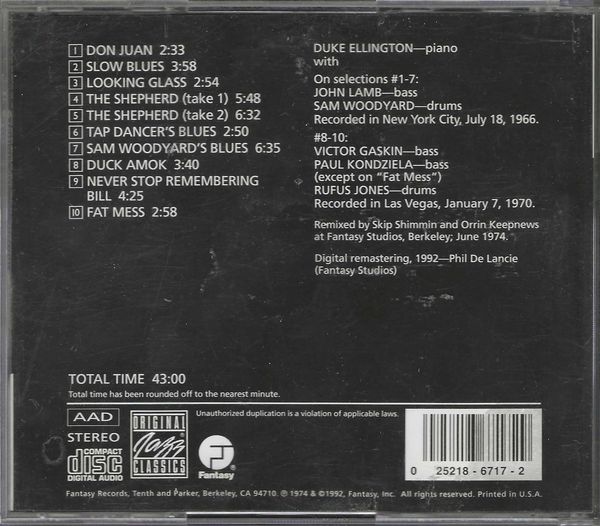 1 DON JUAN 2:33
2 SLOW BLUES 3:58
3 LOOKING GLASS 2:54
4 THE SHEPHERD (take 1) 5:48
5 THE SHEPHERD (take 2) 6:32
6 TAP DANCER'S BLUES 2:50
7 SAM WOODYARD'S BLUES 6:35
8 DUCK AMOK 3:40
9 NEVER STOP REMEMBERING
BILL 4:25
10 FAT MESS 2:58
DUKE ELLINGTON—piano
with
On selections #1-7:
JOHN LAMB—bass
SAM WOODYARD—drums
Recorded in New York City, July 18, 1966.
#8-10:
VICTOR GASKIN—bass
PAUL KONDZIELA—bass
(except on “Fat Mess”)
RUFUS JONES—drums
Recorded in Las Vegas, January 7, 1970.
Remixed by Skip Shimmin and Orrin Keepnews
at Fantasy Studios, Berkeley; June 1974.
Digital remastering, 1992—Phil De Lancie
(Fantasy Studios)
TOTAL TIME 43:00
Total time has been rounded off to the nearest minute.
AAD
STEREO
COMPACT
disc
DIGITAL AUDIO
ORIGINAL
Jazz
CLASSICS
F
Fantasy
Unauthorized duplication is a violation of applicable laws.
0 25218-6717-2
Fantasy Records, Tenth and Parker, Berkeley, CA 94710. ℗ 1974 & ©1992, Fantasy, Inc. All rights reserved. Printed in U.S.A.